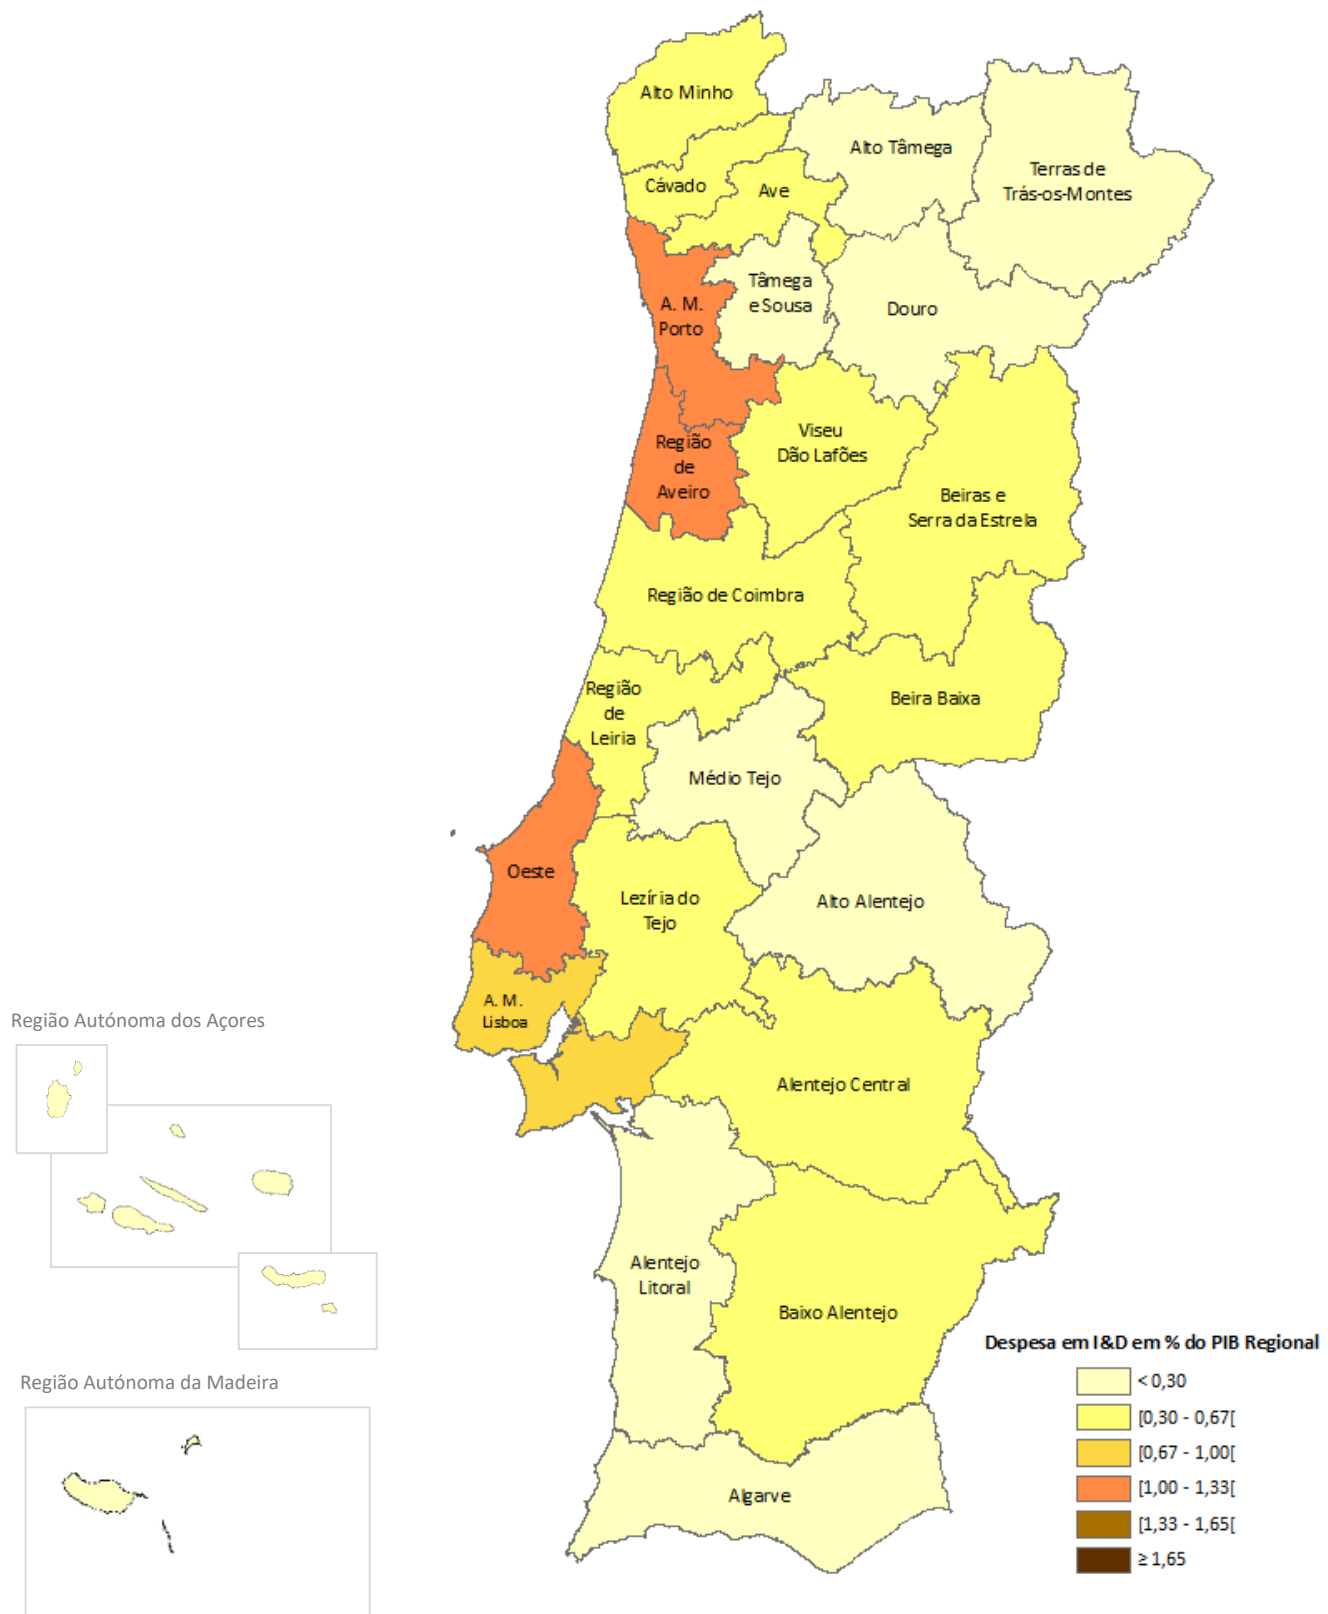 Alto Minho
Alto Tâmega
Terras de
Trás-os-Montes
Cávado
Ave
Tâmega
e Sousa
A. M.
Porto
Douro
Região
de
Aveiro
Viseu
Dão Lafões
Beiras e
Serra da Estrela
Região de Coimbra
Região
de
Leiria
Beira Baixa
Médio Tejo
Oeste
Lezíria do
Tejo
Alto Alentejo
A. M.
Lisboa
Região Autónoma dos Açores
Alentejo Central
Alentejo
Litoral
Baixo Alentejo
Região Autónoma da Madeira
Algarve
Despesa em I&D em % do PIB Regional
< 0,30
[0,30 - 0,67[
[0,67 - 1,00[
[1,00 - 1,33[
[1,33 - 1,65[
≥ 1,65